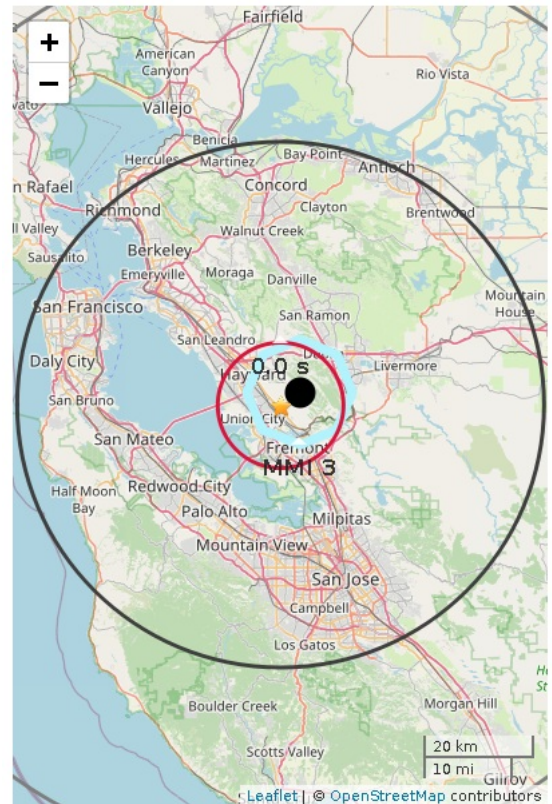 Fairfield
+
American
Canyon
Rio Vista
−
vato
Vallejo
Benicia
Hercules
Martinez
Bay Point
Antioch
n Rafael
Concord
Richmond
Clayton
Brentwood
ll Valley
Walnut Creek
Berkeley
Sausalito
Moraga
Emeryville
Danville
Mountain
House
San Francisco
San Ramon
San Leandro
Daly City
0.0 s
Hayward
Livermore
San Bruno
Union City
San Mateo
Fremont
MMI 3
Redwood City
Half Moon
Bay
Palo Alto
Milpitas
Mountain View
San Jose
Campbell
Los Gatos
Boulder Creek
Morgan Hill
20 km
Scotts Valley
10 mi
Gilroy
Leaflet | © OpenStreetMap contributors